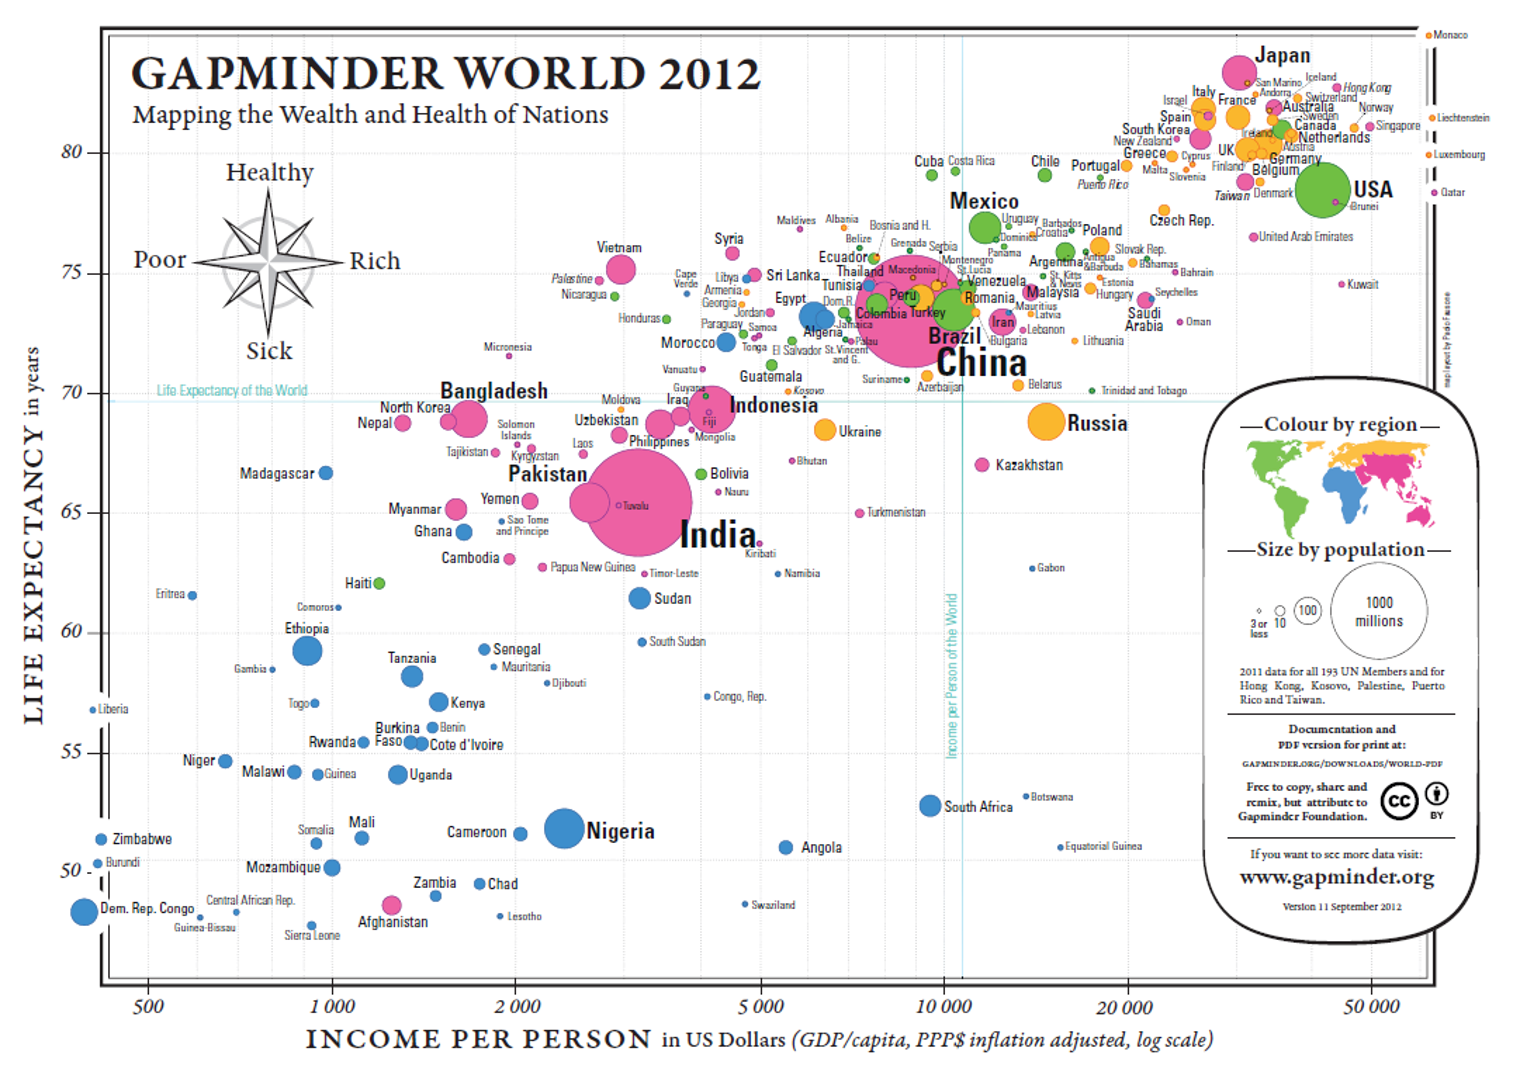 GAPMINDER WORLD 2012
Mapping the Wealth and Health of Nations
Healthy
Poor
Rich
Sick
LIFE EXPECTANCY in years
80
75
70
65
60
55
50
Life Expectancy of the World
Income per Person of the World
Monaco
Japan
San Marino
Iceland
Andorra
Hong Kong
Italy
Israel
France
Switzerland
Spain
Australia
Norway
Sweden
Liechtenstein
South Korea
Canada
Singapore
New Zealand
Ireland
Netherlands
Austria
Greece
Cyprus
UK
Germany
Luxembourg
Cuba
Costa Rica
Chile
Portugal
Malta
Slovenia
Finland
Belgium
Puerto Rico
Taiwan
Denmark
USA
Qatar
Brunei
Mexico
Maldives
Albania
Bosnia and H.
Uruguay
Barbados
Czech Rep.
Croatia
Poland
Belize
Grenada
Serbia
Dominica
Panama
United Arab Emirates
Vietnam
Syria
Ecuador
Montenegro
Argentina
Antigua
&Barbuda
Slovak Rep.
Bahamas
Palestine
Cape
Verde
Libya
Sri Lanka
Thailand
Macedonia
St.Lucia
St. Kitts
& Nevis
Bahrain
Tunisia
Venezuela
Estonia
Kuwait
Nicaragua
Armenia
Georgia
Egypt
Dom.R.
Peru
Romania
Malaysia
Hungary
Seychelles
Honduras
Jordan
Colombia
Turkey
Mauritius
Latvia
Saudi
Arabia
Oman
Paraguay
Samoa
Algeria
Jamaica
Iran
Lebanon
Morocco
Tonga
El Salvador
St.Vincent
and G.
Palau
Brazil
Bulgaria
Lithuania
Micronesia
China
Vanuatu
Guatemala
Suriname
Azerbaijan
Belarus
Trinidad and Tobago
Bangladesh
Guyana
Kosovo
Moldova
Iraq
Indonesia
North Korea
Nepal
Uzbekistan
Fiji
Russia
Solomon
Islands
Philippines
Mongolia
Ukraine
Tajikistan
Kyrgyzstan
Laos
Bhutan
Kazakhstan
Madagascar
Pakistan
Bolivia
Nauru
Yemen
Myanmar
Tuvalu
Turkmenistan
Ghana
Sao Tome
and Principe
India
Kiribati
Cambodia
Papua New Guinea
Timor-Leste
Namibia
Gabon
Haiti
Eritrea
Comoros
Sudan
Ethiopia
South Sudan
Senegal
Gambia
Tanzania
Mauritania
Djibouti
Togo
Kenya
Congo, Rep.
Liberia
Burkina
Faso
Benin
Rwanda
Cote d'Ivoire
Niger
Malawi
Guinea
Uganda
Botswana
South Africa
Zimbabwe
Somalia
Mali
Cameroon
Nigeria
Angola
Equatorial Guinea
Burundi
Mozambique
Zambia
Chad
Dem. Rep. Congo
Central African Rep.
Guinea-Bissau
Sierra Leone
Afghanistan
Lesotho
Swaziland
500
1 000
2 000
5 000
10 000
20 000
50 000
INCOME PER PERSON in US Dollars (GDP/capita, PPP$ inflation adjusted, log scale)
Colour by region
Size by population
3 or
less
10
100
1000
millions
2011 data for all 193 UN Members and for
Hong Kong, Kosovo, Palestine, Puerto
Rico and Taiwan.
Documentation and
PDF version for print at:
GAPMINDER.ORG/DOWNLOADS/WORLD-PDF
Free to copy, share and
remix, but attribute to
Gapminder Foundation.
CC
BY
If you want to see more data visit:
www.gapminder.org
Version 11 September 2012